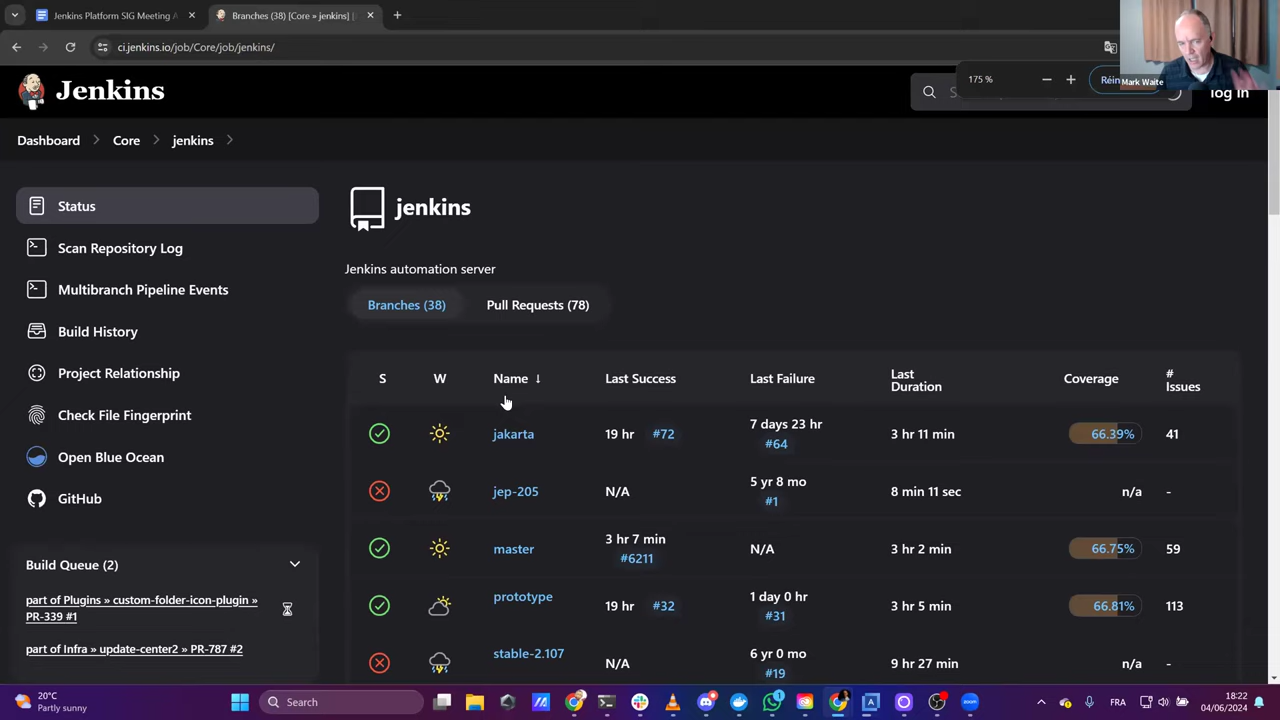 Jenkins Platform SIG Meeting A
Branches (38) [Core » jenkins] [
ci.jenkins.io/job/Core/job/jenkins/
Mark Waite
175 %
Réin
Jenkins
log in
Dashboard
Core
jenkins
Status
Scan Repository Log
Multibranch Pipeline Events
Build History
Project Relationship
Check File Fingerprint
Open Blue Ocean
GitHub
Build Queue (2)
part of Plugins » custom-folder-icon-plugin »
PR-339 #1
part of Infra » update-center2 » PR-787 #2
jenkins
Jenkins automation server
Branches (38)
Pull Requests (78)
S W Name ↓ Last Success Last Failure Last Duration Coverage # Issues
jakarta 19 hr #72 7 days 23 hr #64 3 hr 11 min 66.39% 41
jep-205 N/A 5 yr 8 mo #1 8 min 11 sec n/a -
master 3 hr 7 min #6211 N/A 3 hr 2 min 66.75% 59
prototype 19 hr #32 1 day 0 hr #31 3 hr 5 min 66.81% 113
stable-2.107 N/A 6 yr 0 mo #19 9 hr 27 min n/a -
20°C
Partly sunny
Search
1
FRA
18:22
04/06/2024